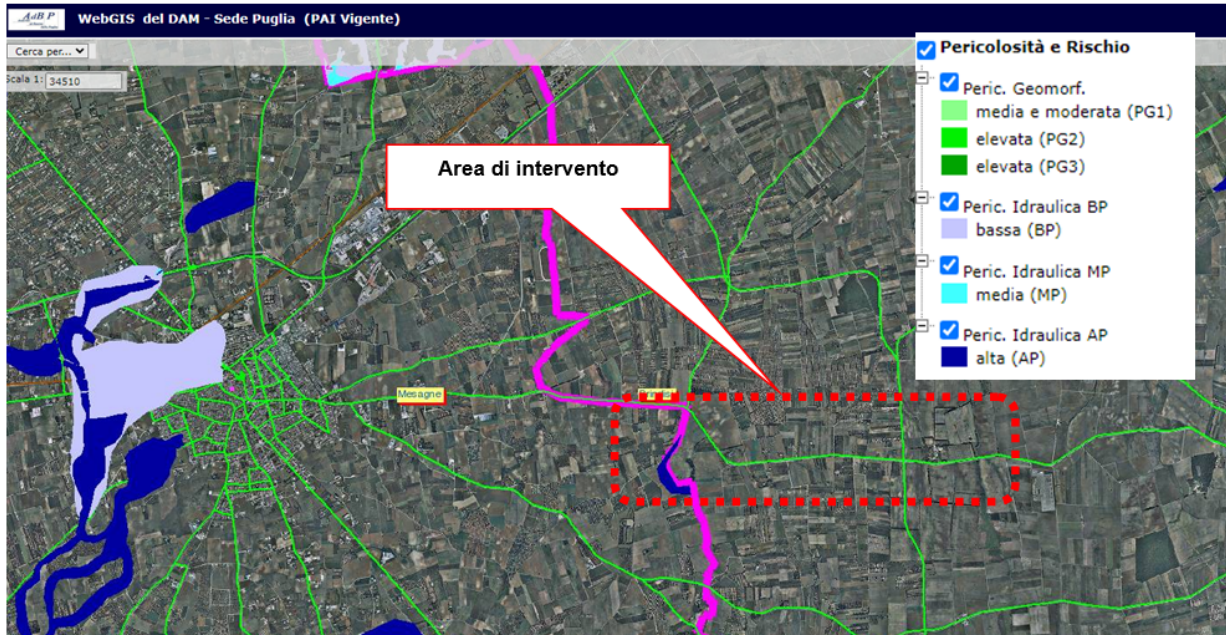 AdB P
WebGIS del DAM - Sede Puglia (PAI Vigente)
Cerca per...
Scala 1: 34510
Area di intervento
Mesagne
Pericolosità e Rischio
Peric. Geomorf.
media e moderata (PG1)
elevata (PG2)
elevata (PG3)
Peric. Idraulica BP
bassa (BP)
Peric. Idraulica MP
media (MP)
Peric. Idraulica AP
alta (AP)